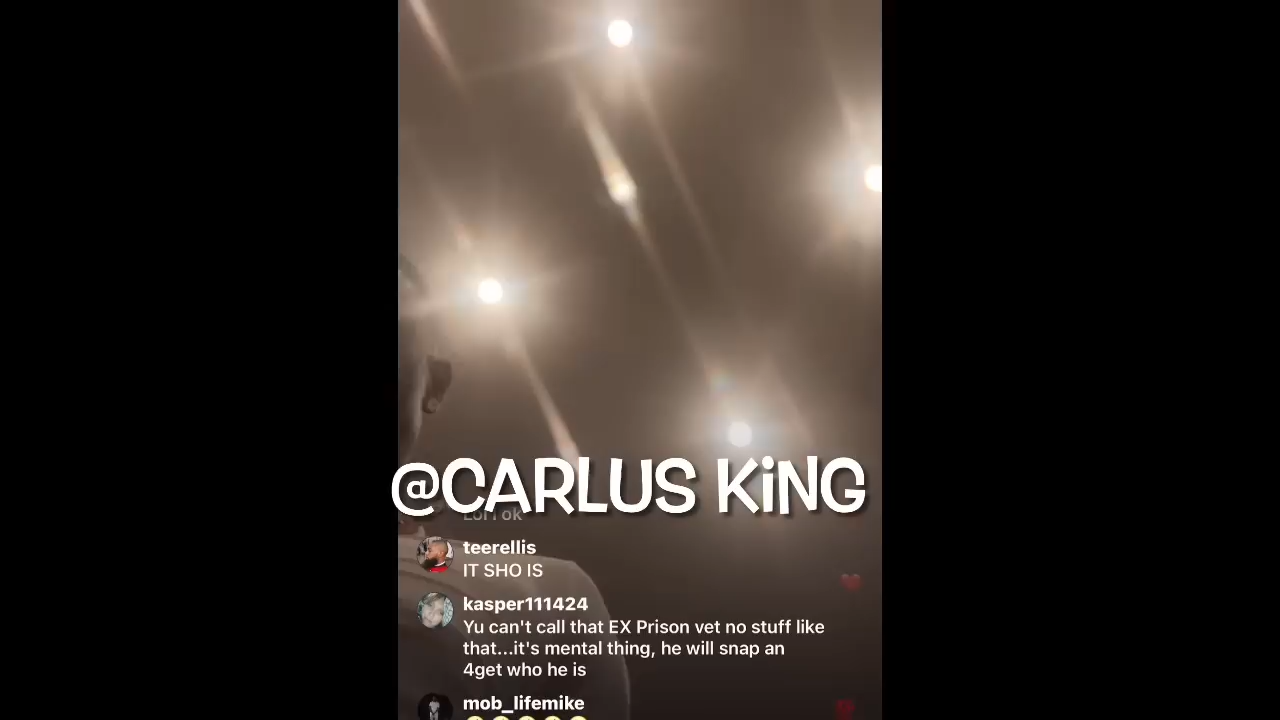 @CARLUS KiNG
teerellis
IT SHO IS
kasper111424
Yu can't call that EX Prison vet no stuff like
that...it's mental thing, he will snap an
4get who he is
mob_lifemike